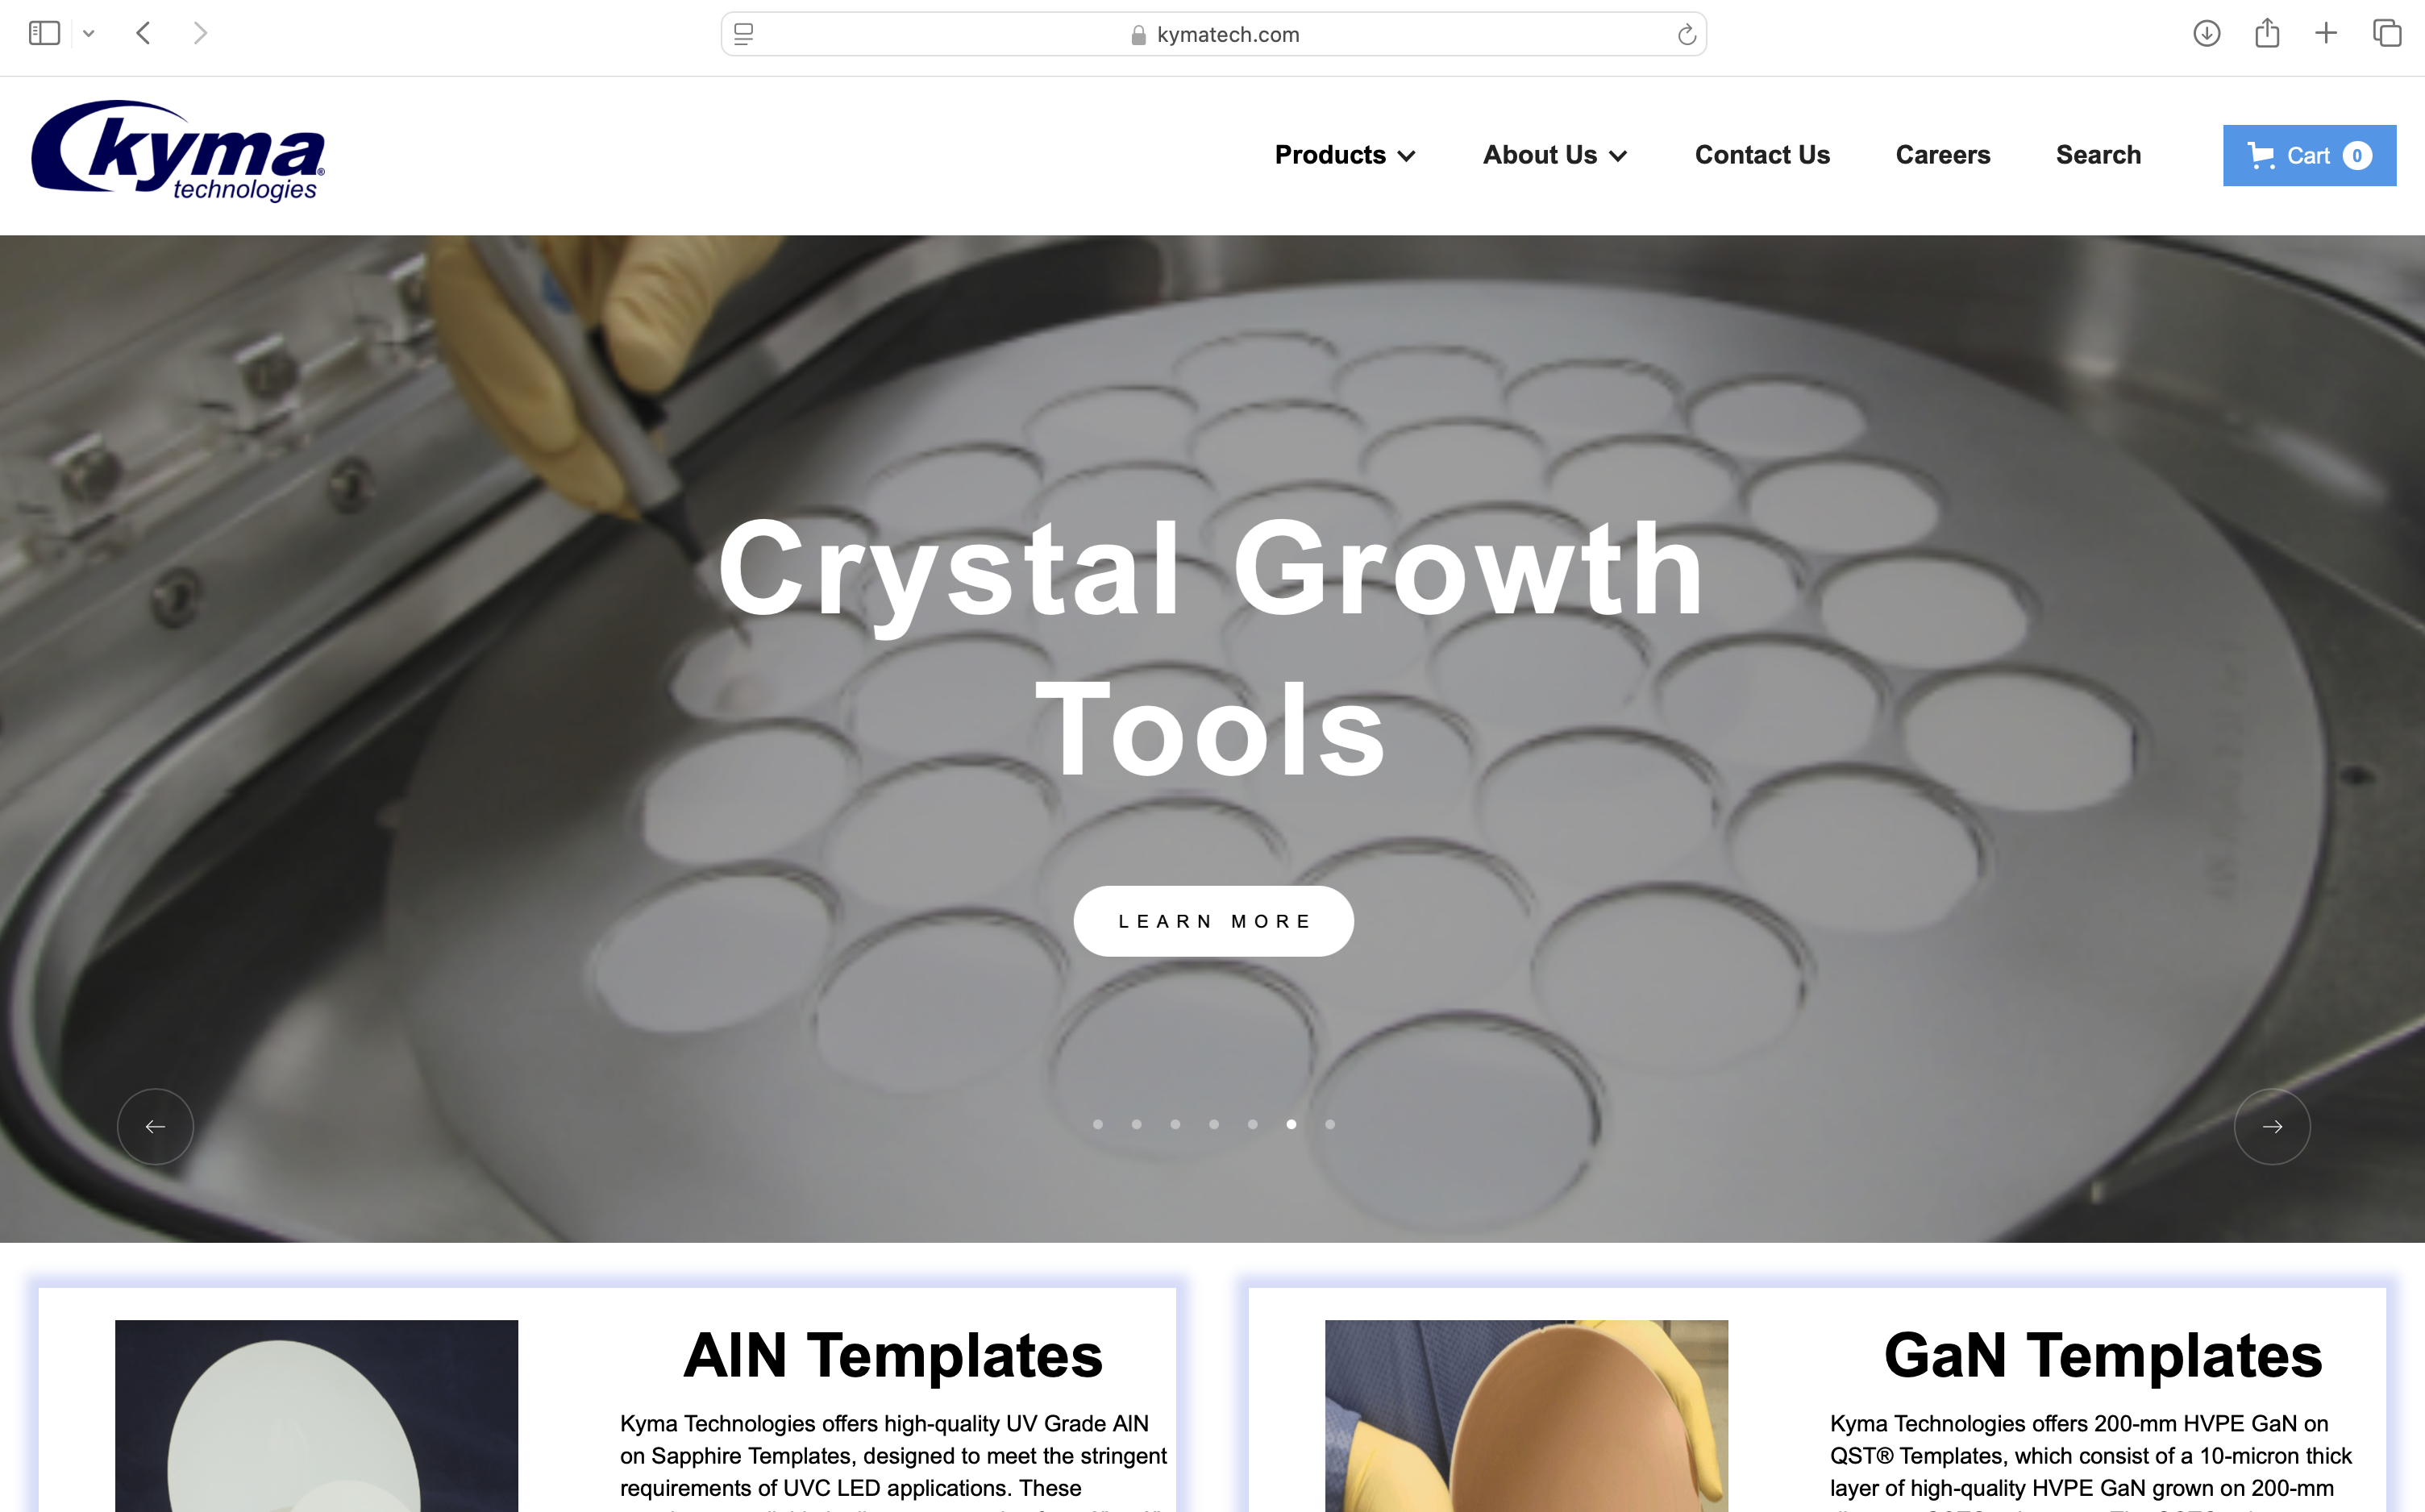 kymatech.com
kyma®
technologies
Products
About Us
Contact Us
Careers
Search
Cart 0
Crystal Growth
Tools
LEARN MORE
AlN Templates
Kyma Technologies offers high-quality UV Grade AlN
on Sapphire Templates, designed to meet the stringent
requirements of UVC LED applications. These
GaN Templates
Kyma Technologies offers 200-mm HVPE GaN on
QST® Templates, which consist of a 10-micron thick
layer of high-quality HVPE GaN grown on 200-mm